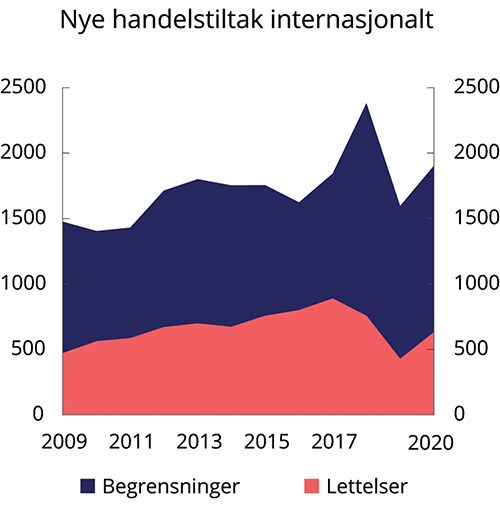 Nye handelstiltak internasjonalt
2500 2500
2000 2000
1500 1500
1000 1000
500 500
0 0
2009 2011 2013 2015 2017 2020
Begrensninger Lettelser